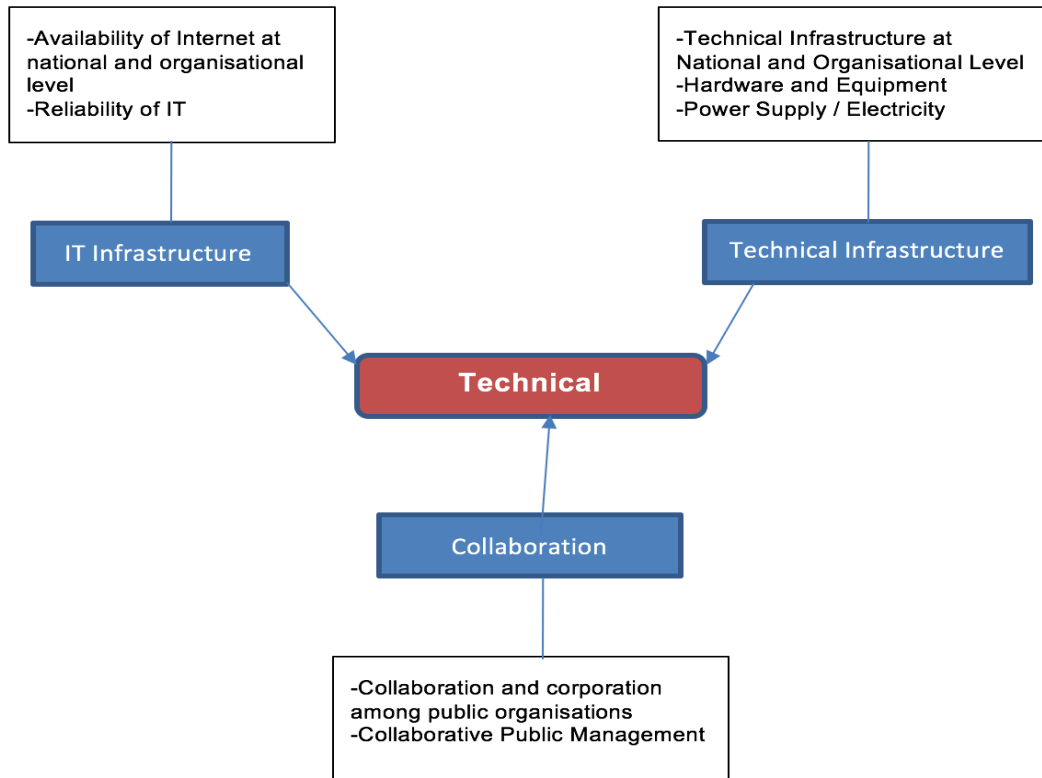 -Availability of Internet at
national and organisational
level
-Reliability of IT
-Technical Infrastructure at
National and Organisational Level
-Hardware and Equipment
-Power Supply / Electricity
IT Infrastructure
Technical Infrastructure
Technical
Collaboration
-Collaboration and corporation
among public organisations
-Collaborative Public Management